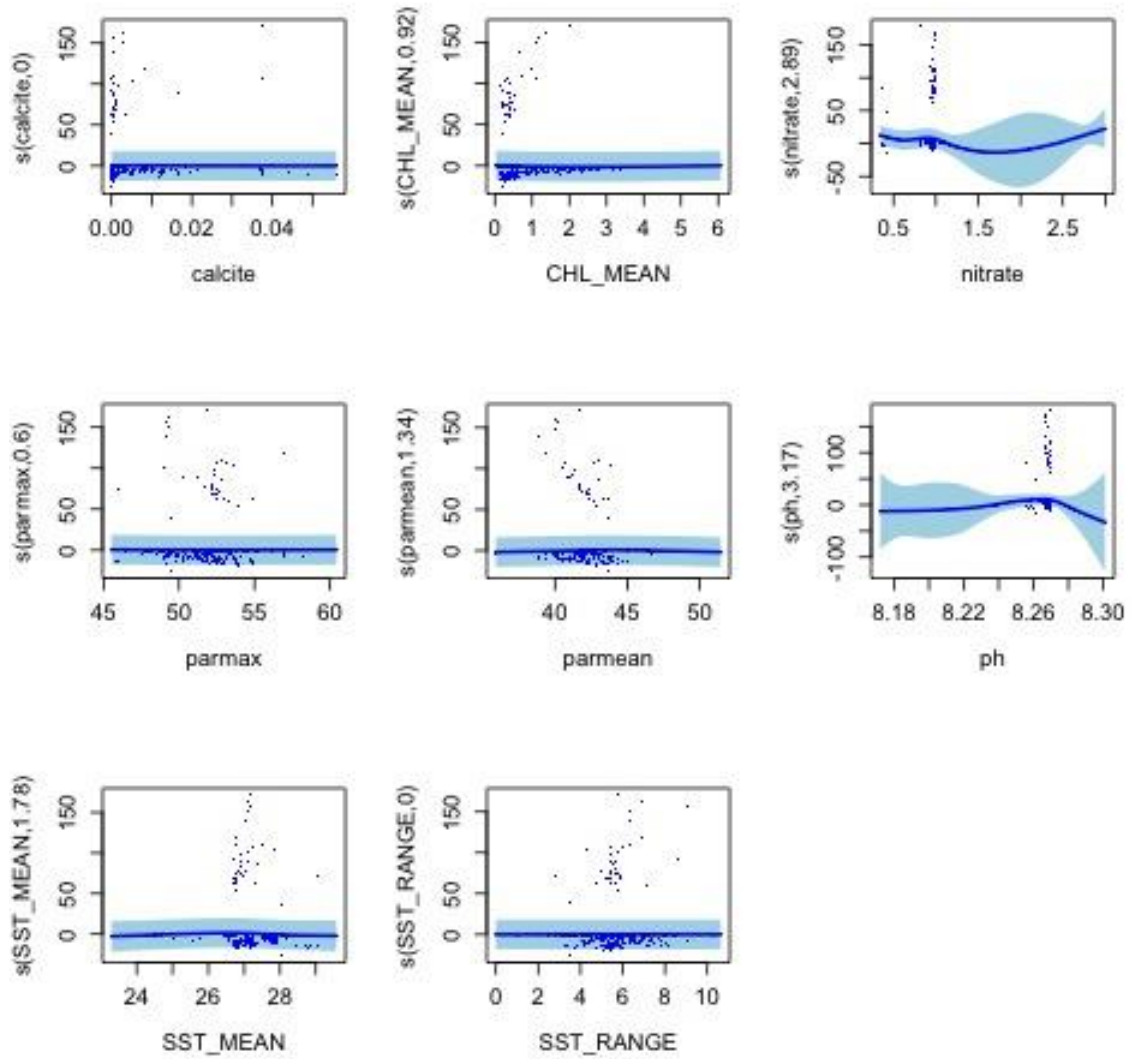 s(calcite,0)
0 50 150
0.00 0.02 0.04
calcite
s(CHL_MEAN,0.92)
0 50 150
0 1 2 3 4 5 6
CHL_MEAN
s(nitrate,2.89)
-50 50 150
0.5 1.5 2.5
nitrate
s(parmax,0.6)
0 50 150
45 50 55 60
parmax
s(parmean,1.34)
0 50 150
40 45 50
parmean
s(ph,3.17)
-100 0 100
8.18 8.22 8.26 8.30
ph
s(SST_MEAN,1.78)
0 50 150
24 26 28
SST_MEAN
s(SST_RANGE,0)
0 50 150
0 2 4 6 8 10
SST_RANGE